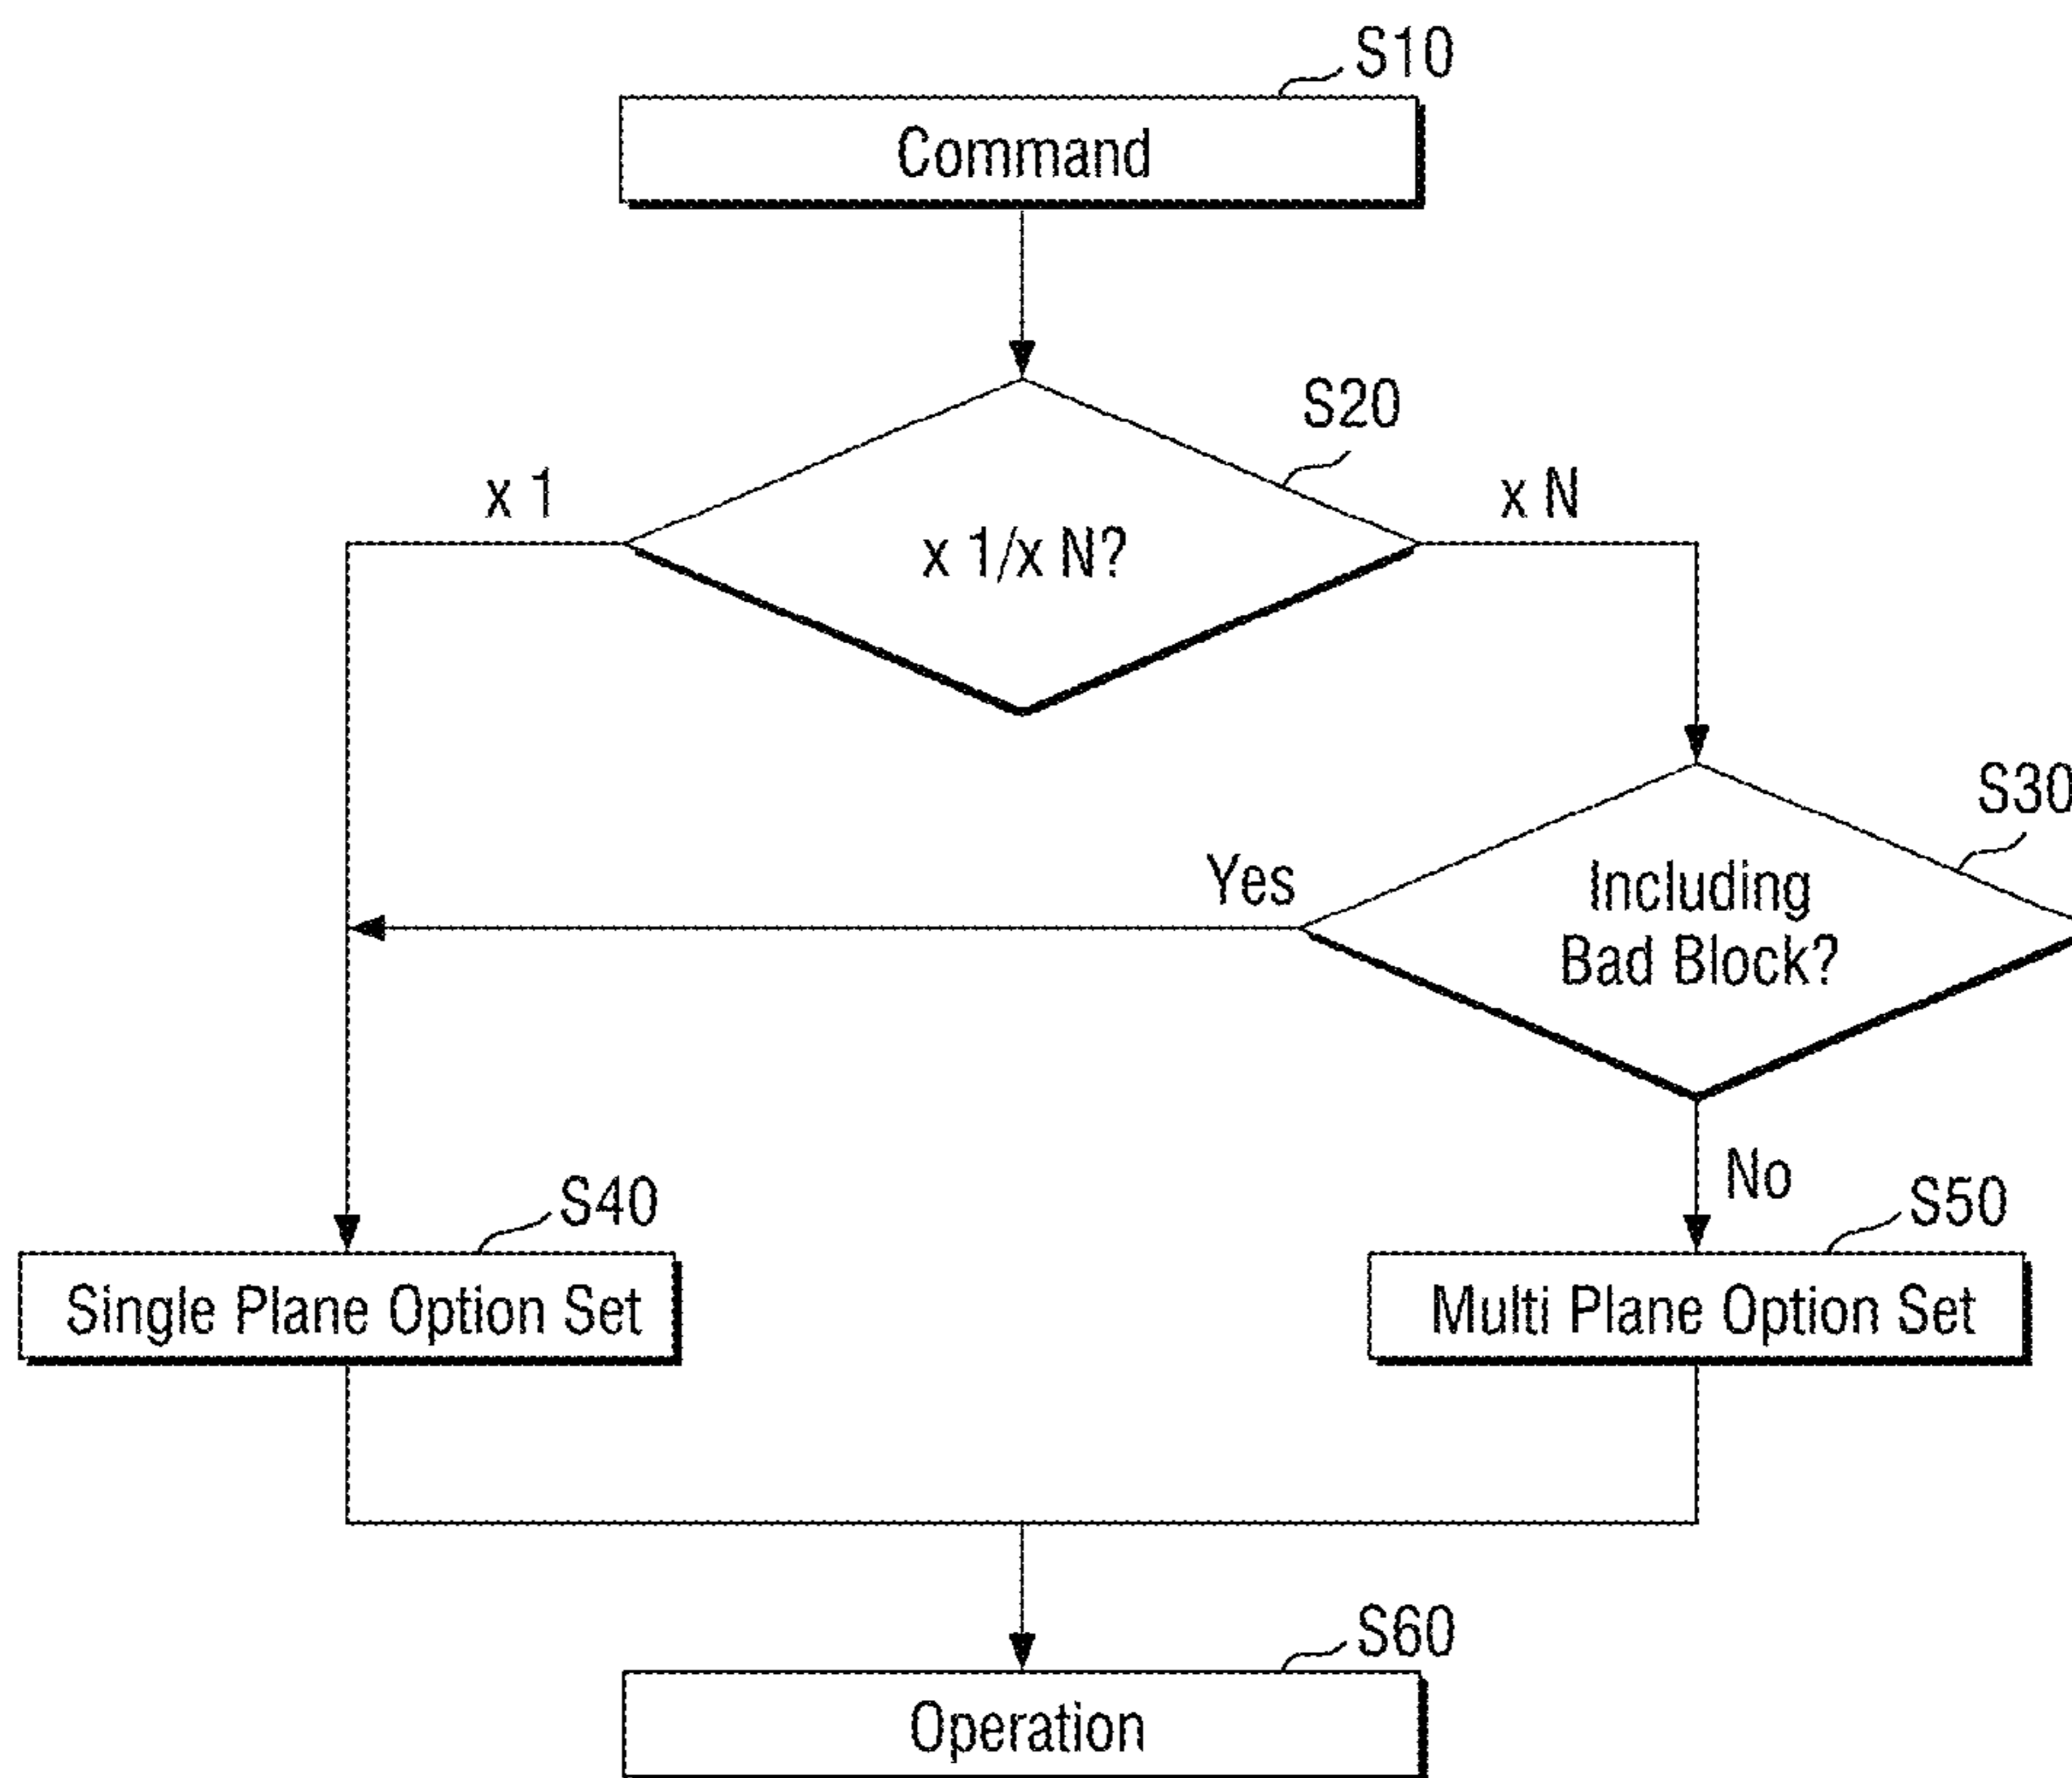 S10
Command
S20
x 1
x N
x 1/x N?
S30
Yes
Including
Bad Block?
No
S40
S50
Single Plane Option Set
Multi Plane Option Set
S60
Operation